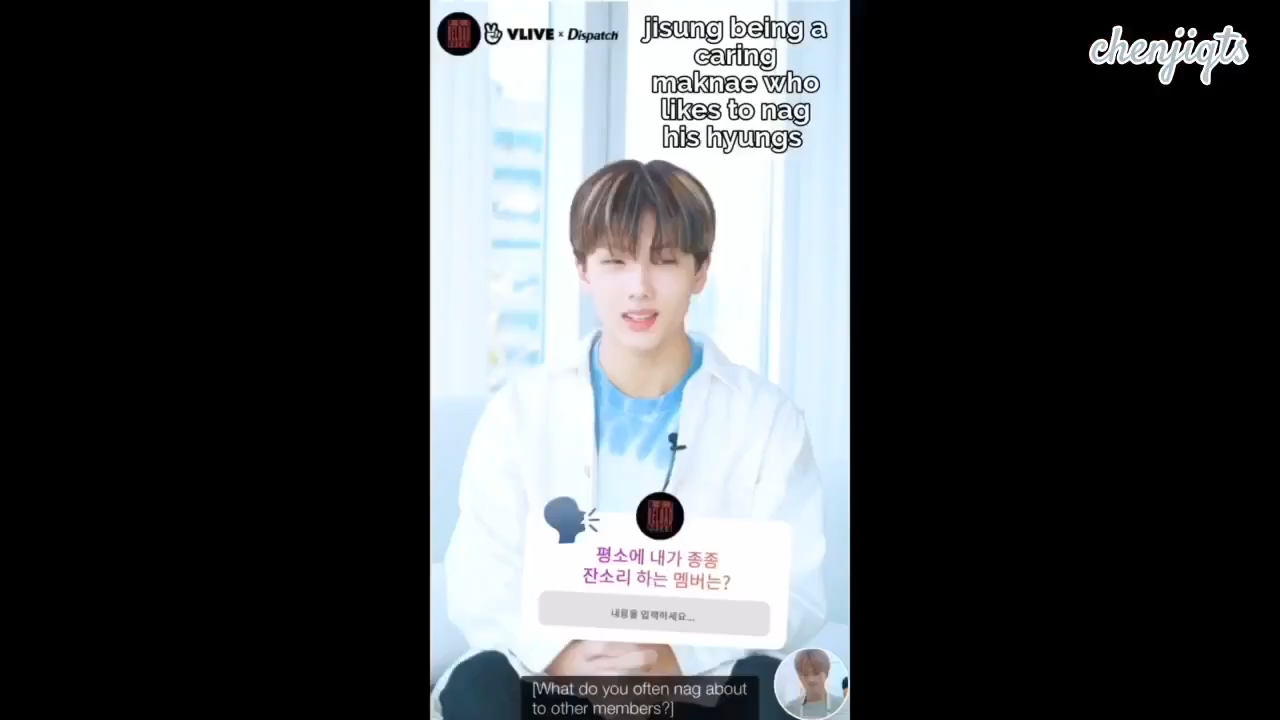 VLIVE × Dispatch
jisung being a
caring
maknae who
likes to nag
his hyungs
chenjiqts
평소에 내가 종종
잔소리 하는 멤버는?
내용을 입력하세요...
[What do you often nag about
to other members?]